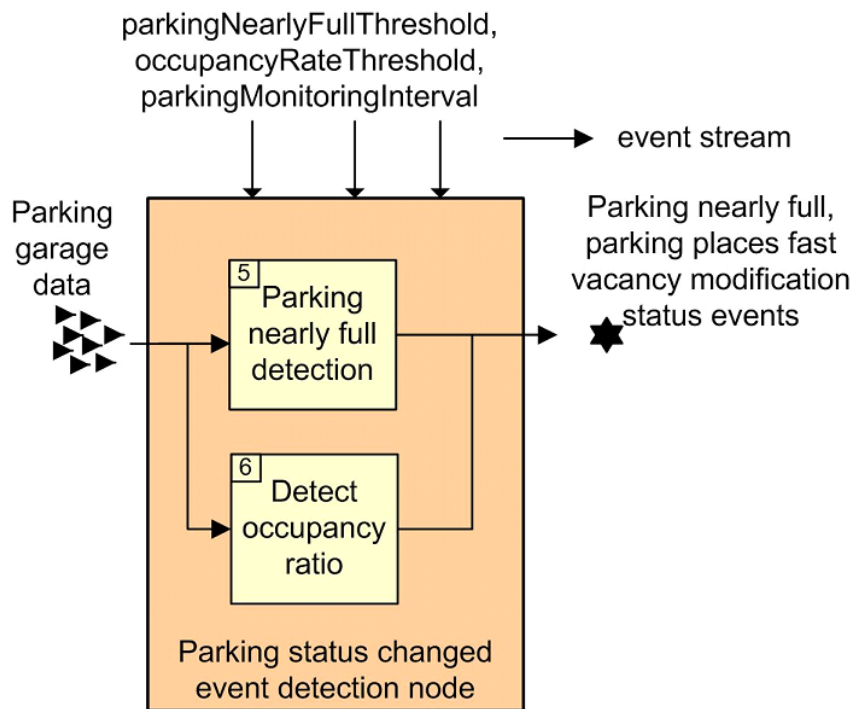 parkingNearlyFullThreshold,
occupancyRateThreshold,
parkingMonitoringInterval
event stream
Parking
garage
data
Parking nearly full,
parking places fast
vacancy modification
status events
5
Parking
nearly full
detection
6
Detect
occupancy
ratio
Parking status changed
event detection node